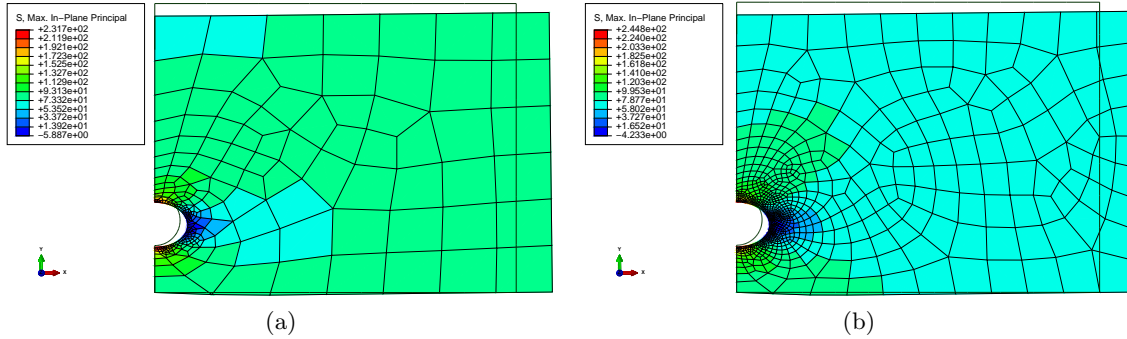 S, Max. In-Plane Principal
+2.317e+02
+2.119e+02
+1.921e+02
+1.723e+02
+1.525e+02
+1.327e+02
+1.129e+02
+9.313e+01
+7.332e+01
+5.352e+01
+3.372e+01
+1.392e+01
-5.887e+00
Y
X
(a)
S, Max. In-Plane Principal
+2.448e+02
+2.240e+02
+2.033e+02
+1.825e+02
+1.618e+02
+1.410e+02
+1.203e+02
+9.953e+01
+7.877e+01
+5.802e+01
+3.727e+01
+1.652e+01
-4.233e+00
Y
X
(b)